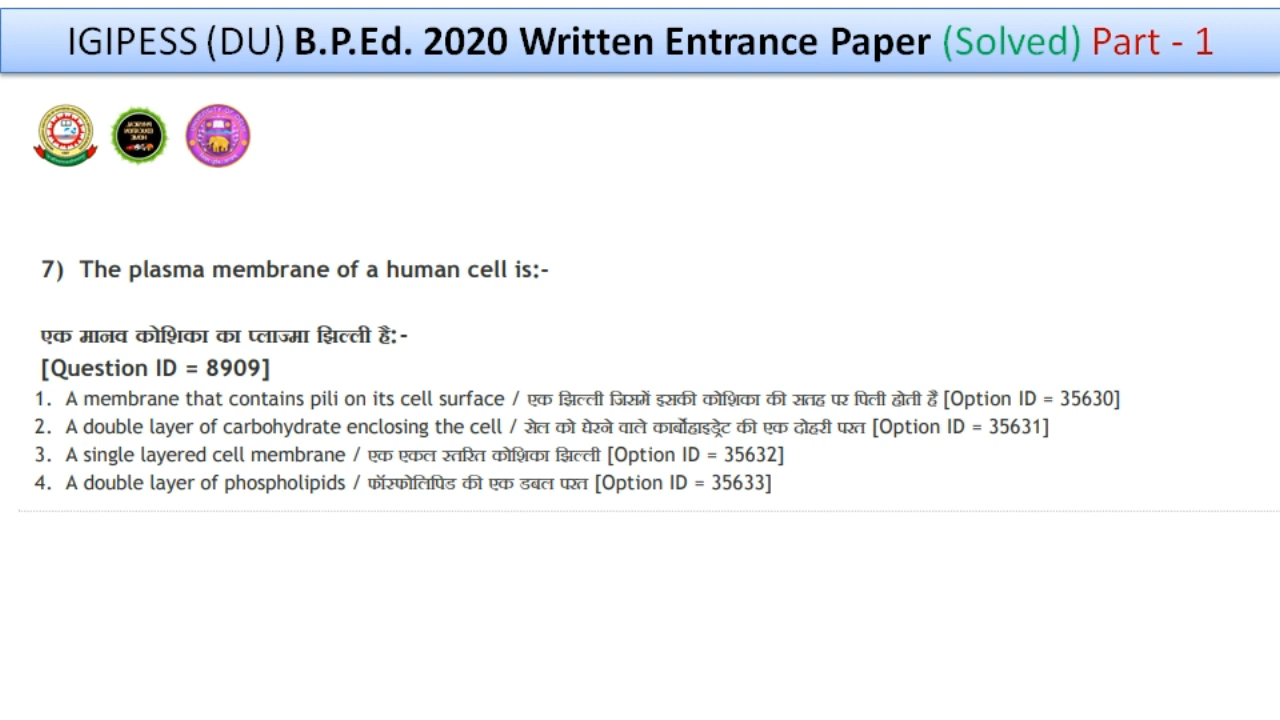 IGIPESS (DU) B.P.Ed. 2020 Written Entrance Paper (Solved) Part - 1
7) The plasma membrane of a human cell is:-
एक मानव कोशिका का प्लाज्मा झिल्ली है:-
[Question ID = 8909]
1. A membrane that contains pili on its cell surface / एक झिल्ली जिसमें इसकी कोशिका की सतह पर पिली होती है [Option ID = 35630]
2. A double layer of carbohydrate enclosing the cell / सेल को घेरने वाले कार्बोहाइड्रेट की एक दोहरी परत [Option ID = 35631]
3. A single layered cell membrane / एक एकल स्तरित कोशिका झिल्ली [Option ID = 35632]
4. A double layer of phospholipids / फॉस्फोलिपिड की एक डबल परत [Option ID = 35633]